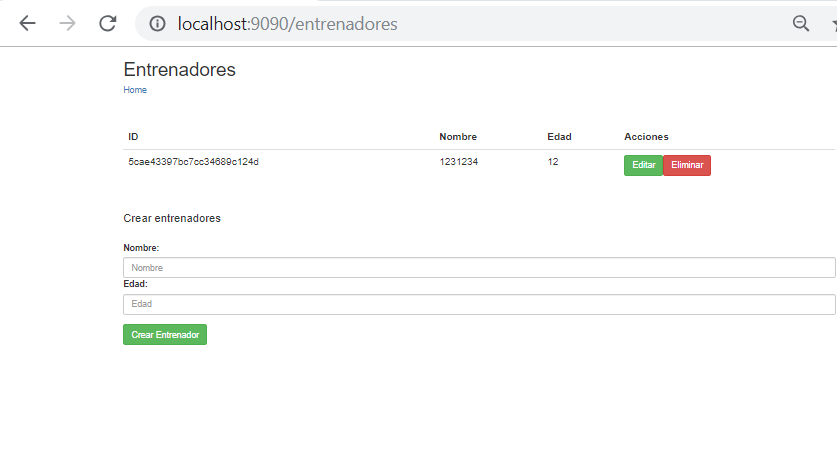 localhost:9090/entrenadores
Entrenadores
Home
ID Nombre Edad Acciones
5cae43397bc7cc34689c124d 1231234 12 Editar Eliminar
Crear entrenadores
Nombre:
Nombre
Edad:
Edad
Crear Entrenador